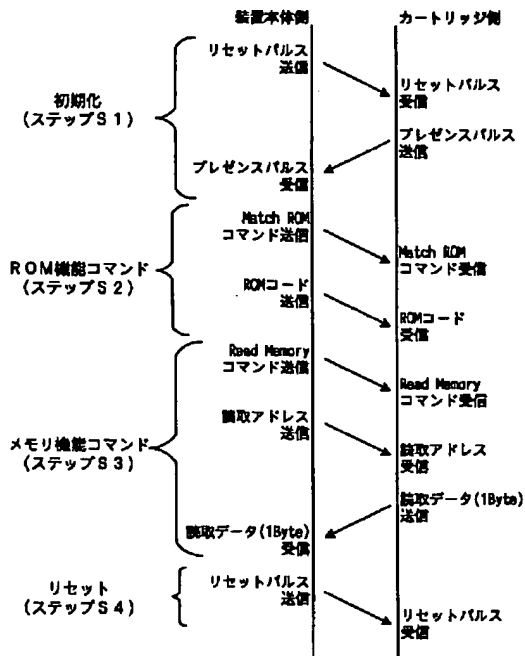 装置本体側
カートリッジ側
初期化
(ステップS1)
リセットパルス
送信
リセットパルス
受信
プレゼンスパルス
送信
プレゼンスパルス
受信
ROM機能コマンド
(ステップS2)
Match ROM
コマンド送信
Match ROM
コマンド受信
ROMコード
送信
ROMコード
受信
メモリ機能コマンド
(ステップS3)
Read Memory
コマンド送信
Read Memory
コマンド受信
読取アドレス
送信
読取アドレス
受信
読取データ(1Byte)
送信
読取データ(1Byte)
受信
リセット
(ステップS4)
リセットパルス
送信
リセットパルス
受信